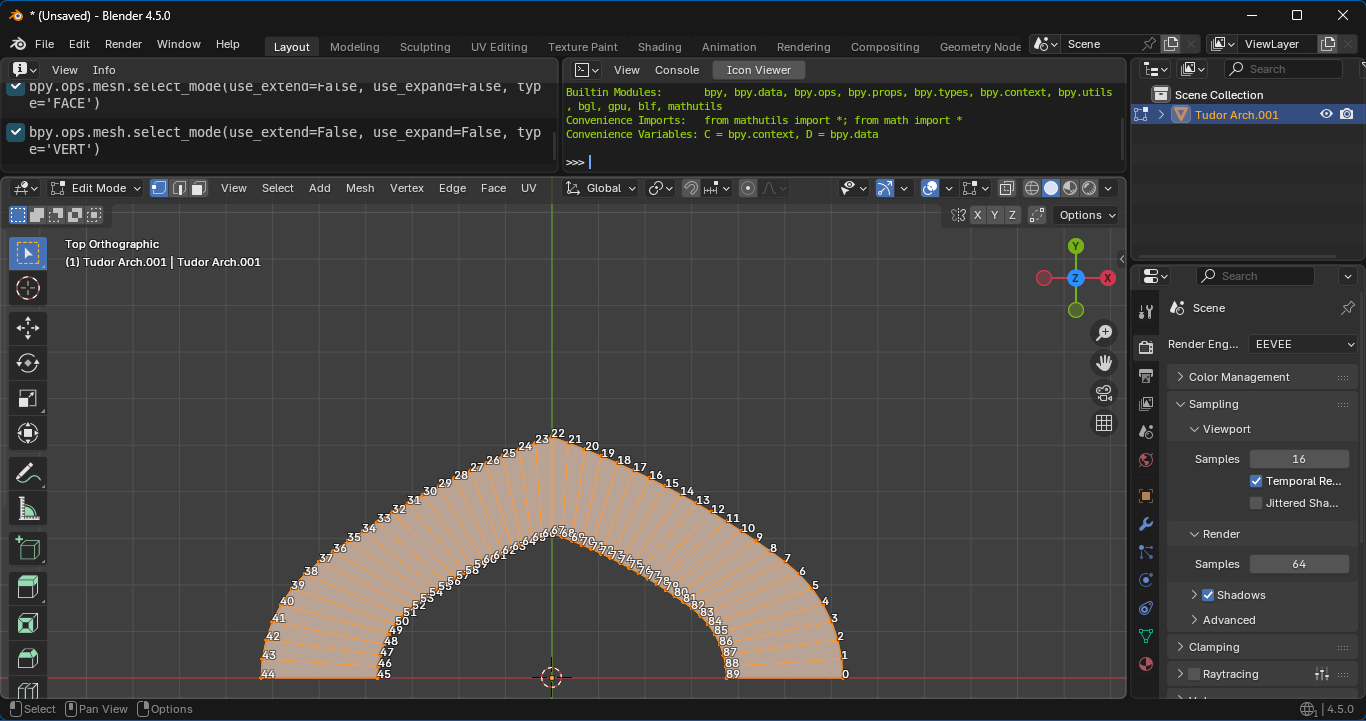 * (Unsaved) - Blender 4.5.0
File Edit Render Window Help Layout Modeling Sculpting UV Editing Texture Paint Shading Animation Rendering Compositing Geometry Node Scene ViewLayer
View Info
bpy.ops.mesh.select_mode(use_extend=False, use_expand=False, typ
e='FACE')
bpy.ops.mesh.select_mode(use_extend=False, use_expand=False, typ
e='VERT')
View Console Icon Viewer
Builtin Modules: bpy, bpy.data, bpy.ops, bpy.props, bpy.types, bpy.context, bpy.utils
, bgl, gpu, blf, mathutils
Convenience Imports: from mathutils import *; from math import *
Convenience Variables: C = bpy.context, D = bpy.data
>>>
Search
Scene Collection
Tudor Arch.001
Edit Mode View Select Add Mesh Vertex Edge Face UV Global
X Y Z Options
Top Orthographic
(1) Tudor Arch.001 | Tudor Arch.001
Y
Z X
22
23 21
24 20
25 19
26 18
27 17
28 16
29 15
30 14
31 13
32 12
33 11
34 10
35 9
36 8
37 7
38 6
39 5
40 4
41 3
42 2
43 1
44 0
67
66 68
65 69
64 70
63 71
62 72
61 73
60 74
59 75
58 76
57 77
56 78
55 79
54 80
53 81
52 82
51 83
50 84
49 85
48 86
47 87
46 88
45 89
Search
Scene
Render Eng... EEVEE
Color Management
Sampling
Viewport
Samples 16
Temporal Re...
Jittered Sha...
Render
Samples 64
Shadows
Advanced
Clamping
Raytracing
Select Pan View Options 1 | 4.5.0